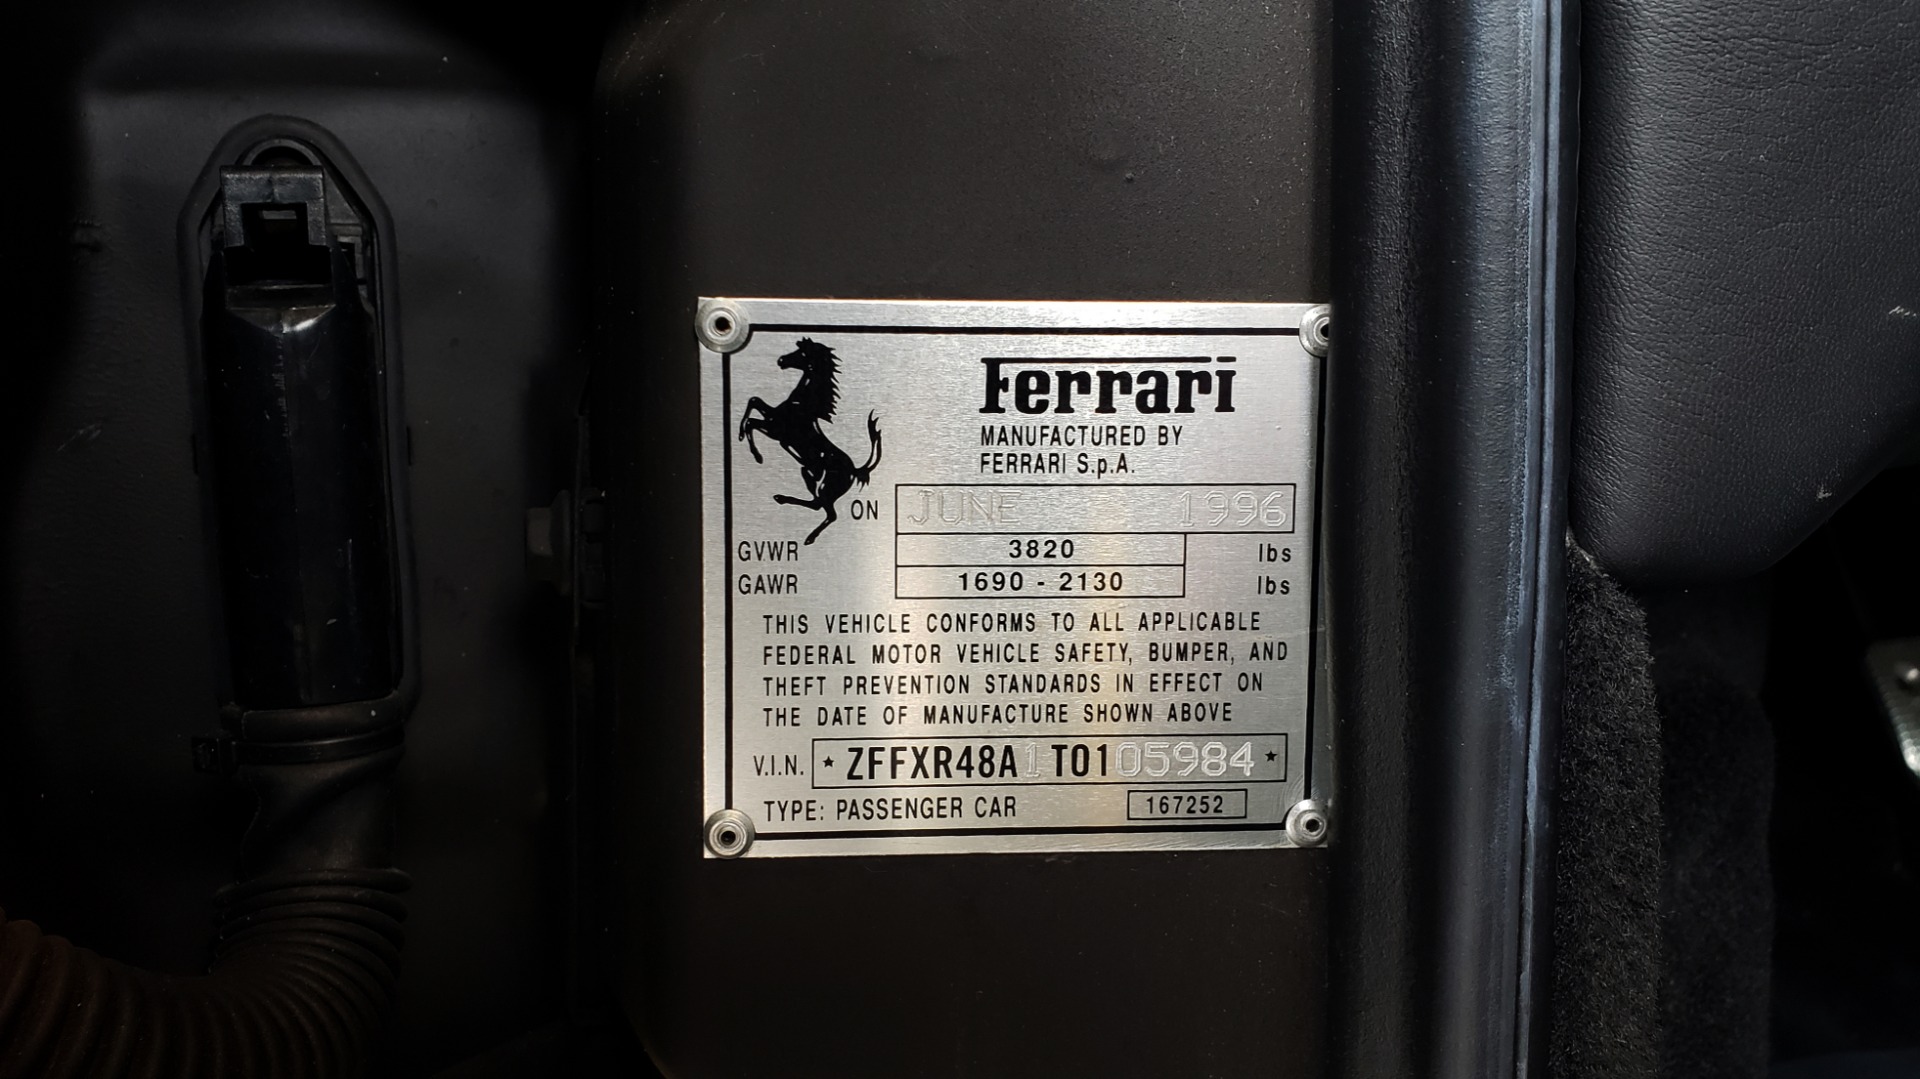 Ferrari
MANUFACTURED BY
FERRARI S.p.A.
ON JUNE 1996
GVWR 3820 lbs
GAWR 1690 - 2130 lbs
THIS VEHICLE CONFORMS TO ALL APPLICABLE
FEDERAL MOTOR VEHICLE SAFETY, BUMPER, AND
THEFT PREVENTION STANDARDS IN EFFECT ON
THE DATE OF MANUFACTURE SHOWN ABOVE
V.I.N. ★ ZFFXR48A1T0105984 ★
TYPE: PASSENGER CAR 167252